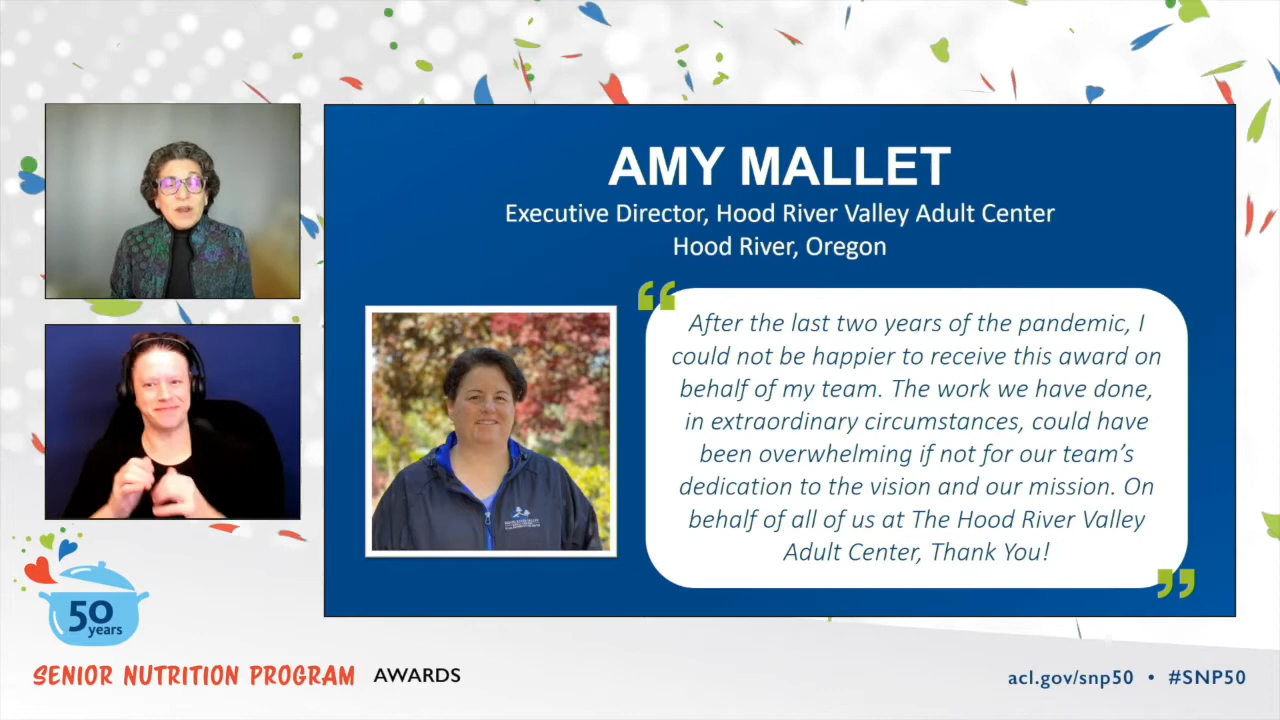 AMY MALLET
Executive Director, Hood River Valley Adult Center
Hood River, Oregon
“
After the last two years of the pandemic, I
could not be happier to receive this award on
behalf of my team. The work we have done,
in extraordinary circumstances, could have
been overwhelming if not for our team’s
dedication to the vision and our mission. On
behalf of all of us at The Hood River Valley
Adult Center, Thank You!
”
50
years
SENIOR NUTRITION PROGRAM AWARDS
acl.gov/snp50 • #SNP50